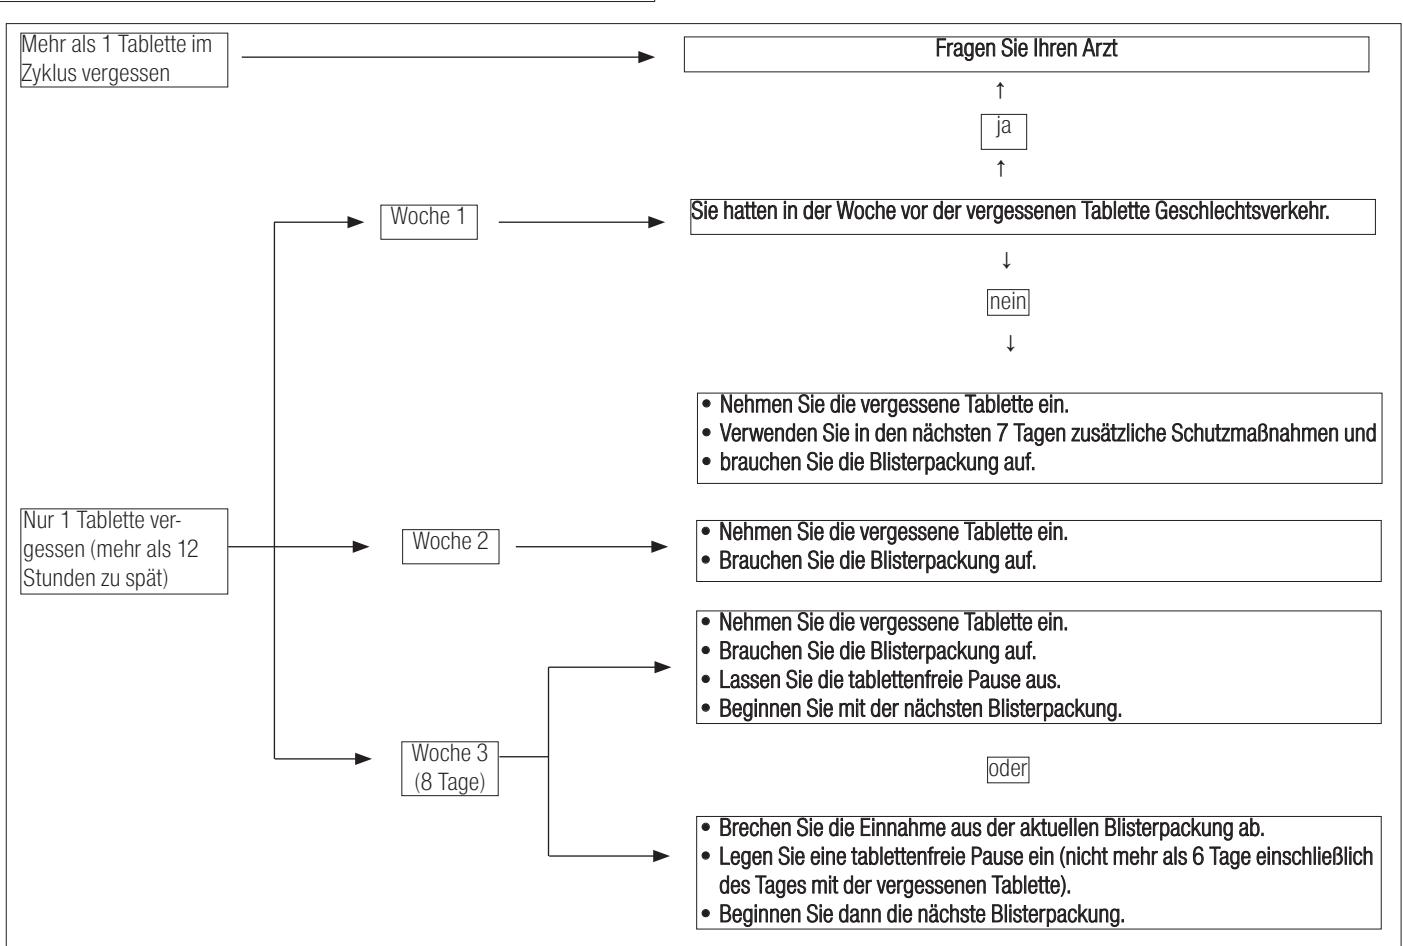 Mehr als 1 Tablette im
Zyklus vergessen
Fragen Sie Ihren Arzt
↑
ja
↑
Woche 1
Sie hatten in der Woche vor der vergessenen Tablette Geschlechtsverkehr.
↓
nein
↓
• Nehmen Sie die vergessene Tablette ein.
• Verwenden Sie in den nächsten 7 Tagen zusätzliche Schutzmaßnahmen und
• brauchen Sie die Blisterpackung auf.
Nur 1 Tablette ver-
gessen (mehr als 12
Stunden zu spät)
Woche 2
• Nehmen Sie die vergessene Tablette ein.
• Brauchen Sie die Blisterpackung auf.
• Nehmen Sie die vergessene Tablette ein.
• Brauchen Sie die Blisterpackung auf.
• Lassen Sie die tablettenfreie Pause aus.
• Beginnen Sie mit der nächsten Blisterpackung.
Woche 3
(8 Tage)
oder
• Brechen Sie die Einnahme aus der aktuellen Blisterpackung ab.
• Legen Sie eine tablettenfreie Pause ein (nicht mehr als 6 Tage einschließlich
des Tages mit der vergessenen Tablette).
• Beginnen Sie dann die nächste Blisterpackung.